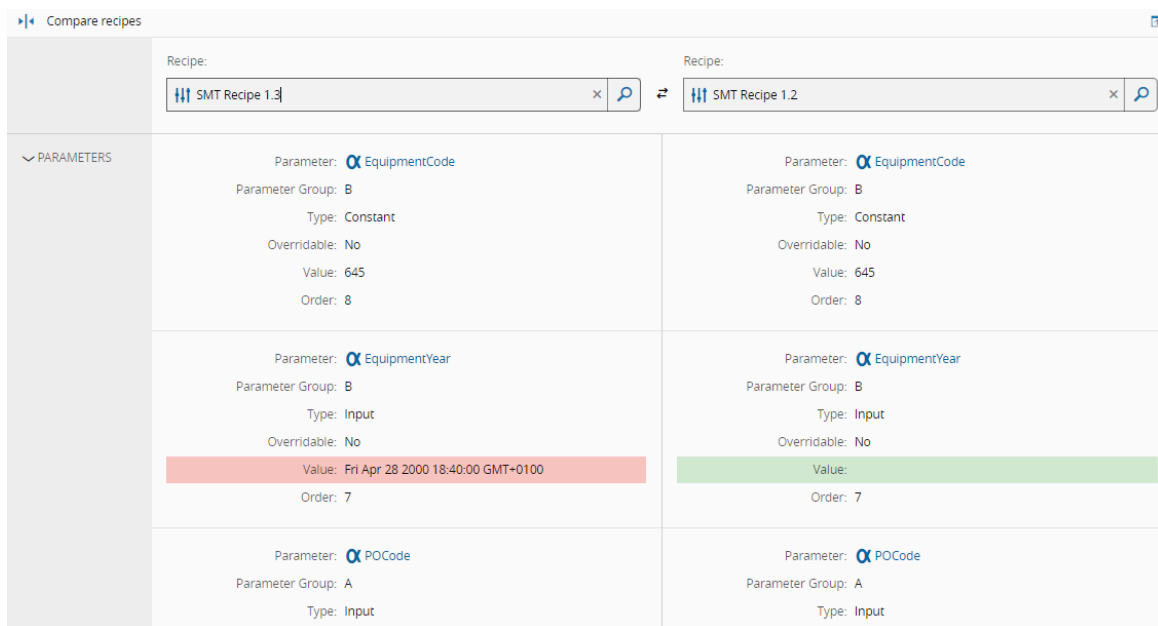 Compare recipes
Recipe: Recipe:
SMT Recipe 1.3 SMT Recipe 1.2
PARAMETERS
Parameter: EquipmentCode Parameter: EquipmentCode
Parameter Group: B Parameter Group: B
Type: Constant Type: Constant
Overridable: No Overridable: No
Value: 645 Value: 645
Order: 8 Order: 8
Parameter: EquipmentYear Parameter: EquipmentYear
Parameter Group: B Parameter Group: B
Type: Input Type: Input
Overridable: No Overridable: No
Value: Fri Apr 28 2000 18:40:00 GMT+0100 Value:
Order: 7 Order: 7
Parameter: POCode Parameter: POCode
Parameter Group: A Parameter Group: A
Type: Input Type: Input